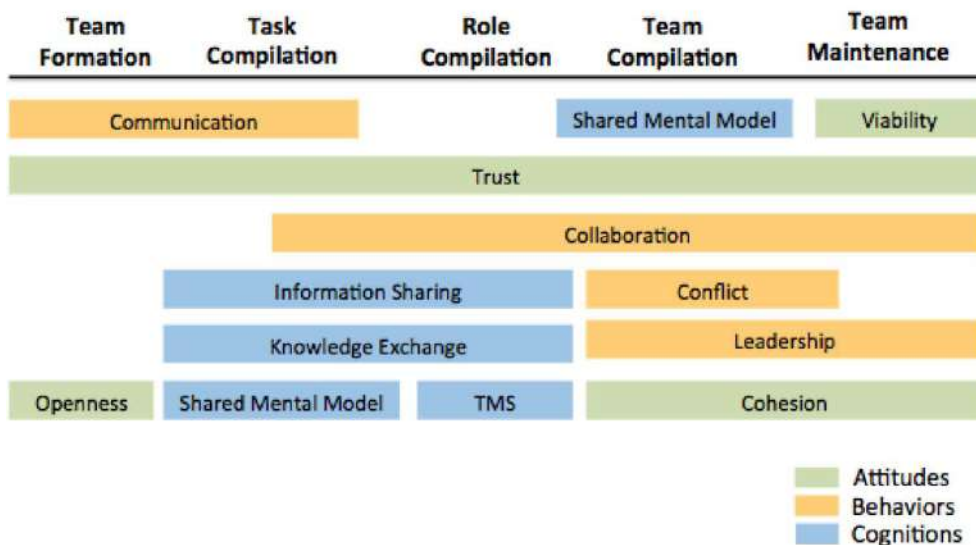 Team Formation
Task Compilation
Role Compilation
Team Compilation
Team Maintenance
Communication
Shared Mental Model
Viability
Trust
Collaboration
Information Sharing
Conflict
Knowledge Exchange
Leadership
Openness
Shared Mental Model
TMS
Cohesion
Attitudes
Behaviors
Cognitions